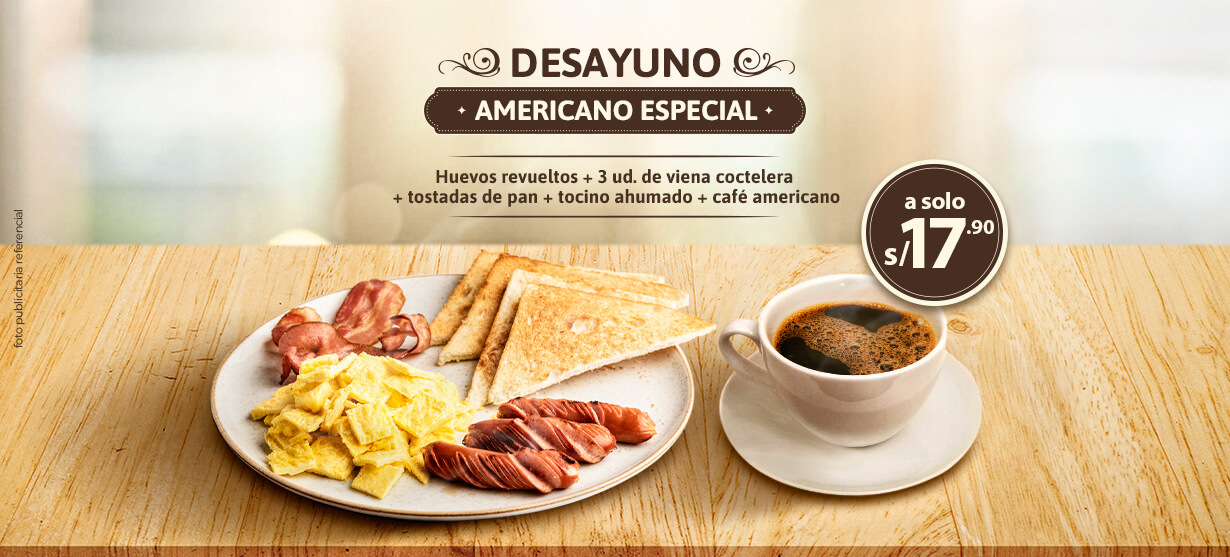 DESAYUNO
AMERICANO ESPECIAL
Huevos revueltos + 3 ud. de viena coctelera
+ tostadas de pan + tocino ahumado + café americano
a solo
s/17.90
foto publicitaria referencial